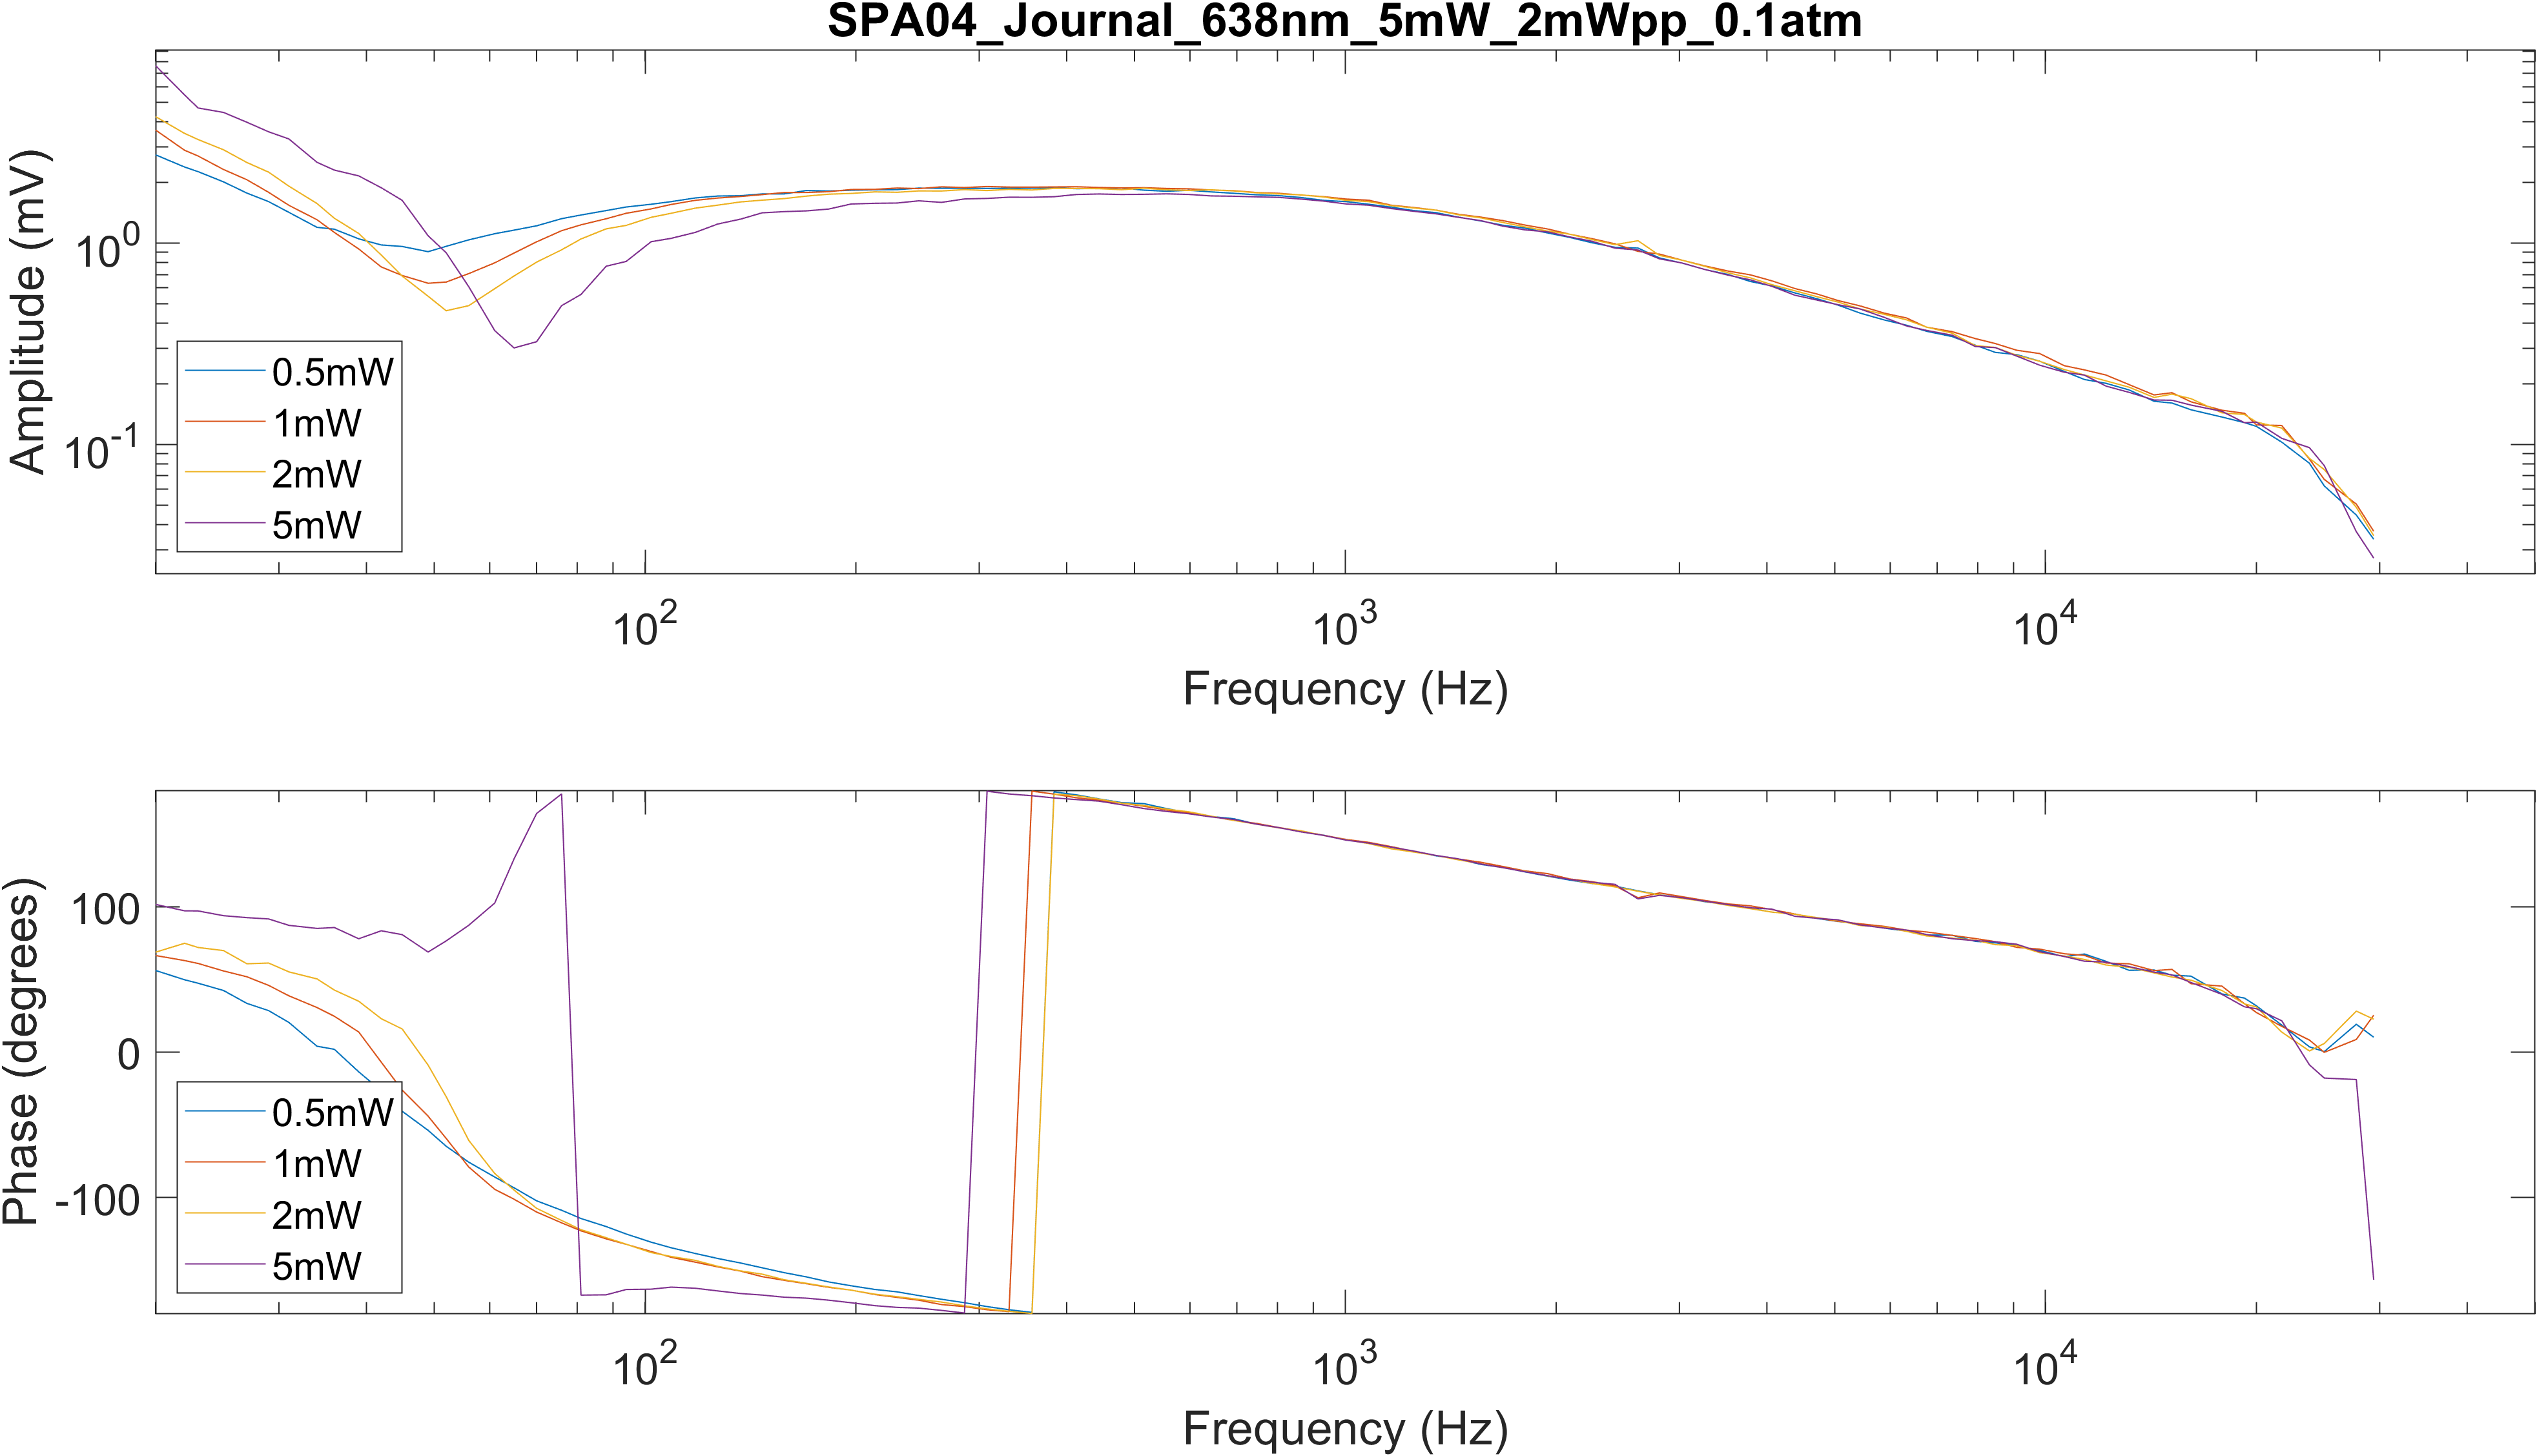 SPA04_Journal_638nm_5mW_2mWpp_0.1atm
Amplitude (mV)
10^0
10^-1
0.5mW
1mW
2mW
5mW
10^2
10^3
10^4
Frequency (Hz)
Phase (degrees)
100
0
-100
0.5mW
1mW
2mW
5mW
10^2
10^3
10^4
Frequency (Hz)